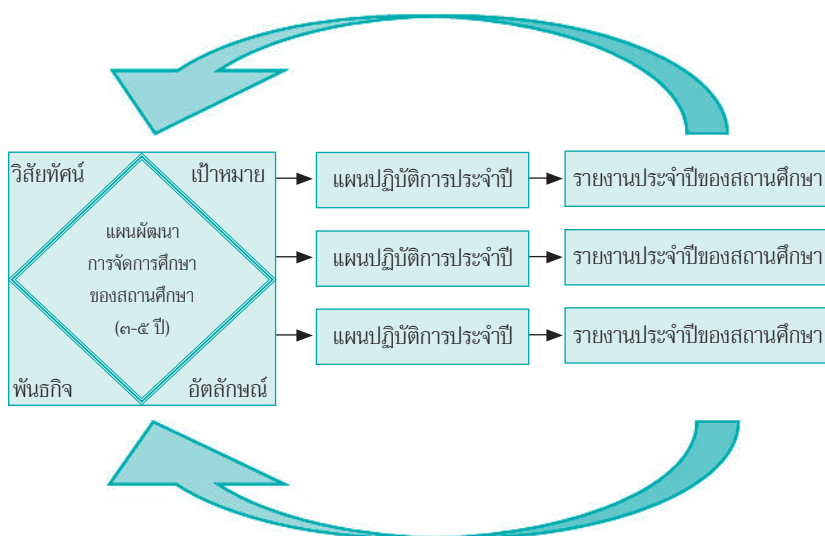 วิสัยทัศน์
เป้าหมาย
แผนพัฒนา
การจัดการศึกษา
ของสถานศึกษา
(๓-๕ ปี)
พันธกิจ
อัตลักษณ์
แผนปฏิบัติการประจำปี
รายงานประจำปีของสถานศึกษา
แผนปฏิบัติการประจำปี
รายงานประจำปีของสถานศึกษา
แผนปฏิบัติการประจำปี
รายงานประจำปีของสถานศึกษา